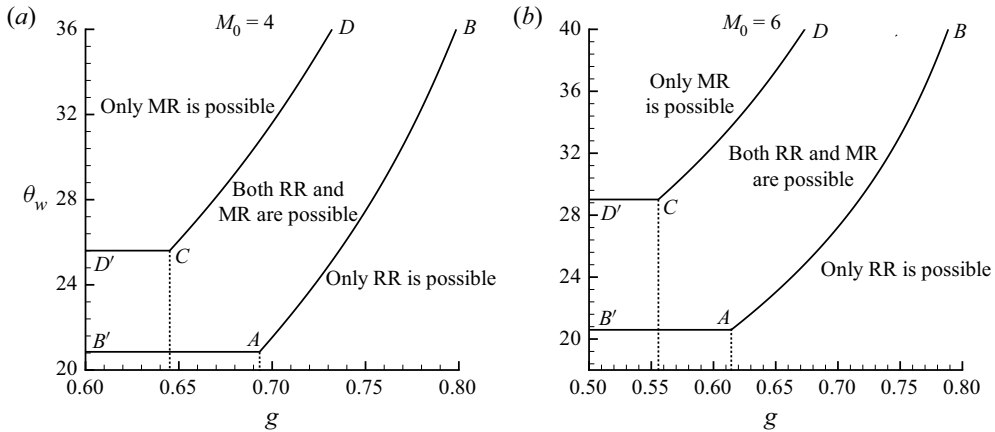 (a)
M₀ = 4
36
32
θw
28
24
20
0.60
0.65
0.70
0.75
0.80
g
D
B
Only MR is possible
Both RR and
MR are possible
Only RR is possible
D′
C
B′
A
(b)
M₀ = 6
40
36
32
28
24
20
0.50
0.55
0.60
0.65
0.70
0.75
0.80
g
D
B
Only MR
is possible
Both RR and MR
are possible
Only RR is possible
D′
C
B′
A